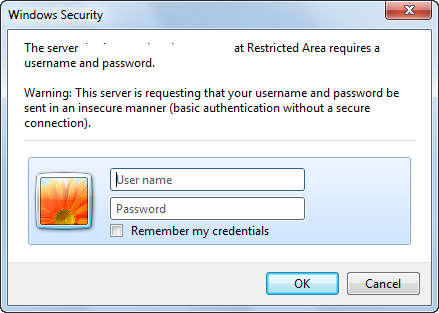 Windows Security
The server at Restricted Area requires a
username and password.
Warning: This server is requesting that your username and password be
sent in an insecure manner (basic authentication without a secure
connection).
User name
Password
Remember my credentials
OK
Cancel